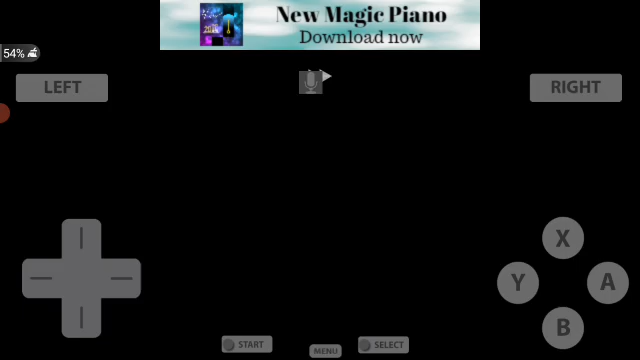 New Magic Piano
Download now
54%
LEFT
RIGHT
X
Y
A
B
START
SELECT
MENU